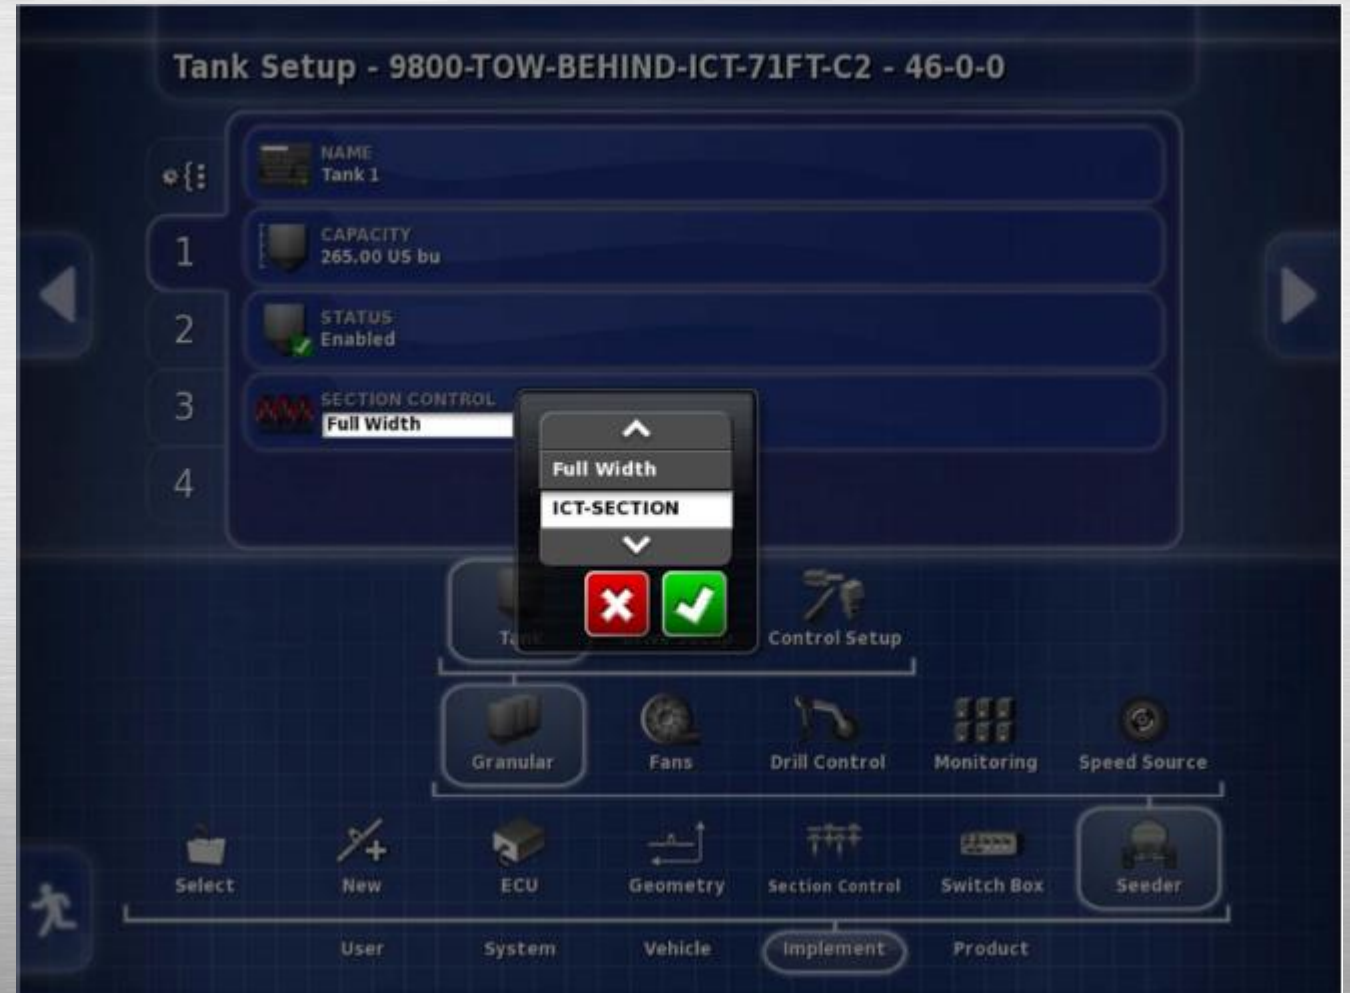 Tank Setup - 9800-TOW-BEHIND-ICT-71FT-C2 - 46-0-0
NAME
Tank 1
1
CAPACITY
265.00 US bu
2
STATUS
Enabled
3
SECTION CONTROL
Full Width
4
Full Width
ICT-SECTION
Control Setup
Granular
Fans
Drill Control
Monitoring
Speed Source
Select
New
ECU
Geometry
Section Control
Switch Box
Seeder
User
System
Vehicle
Implement
Product